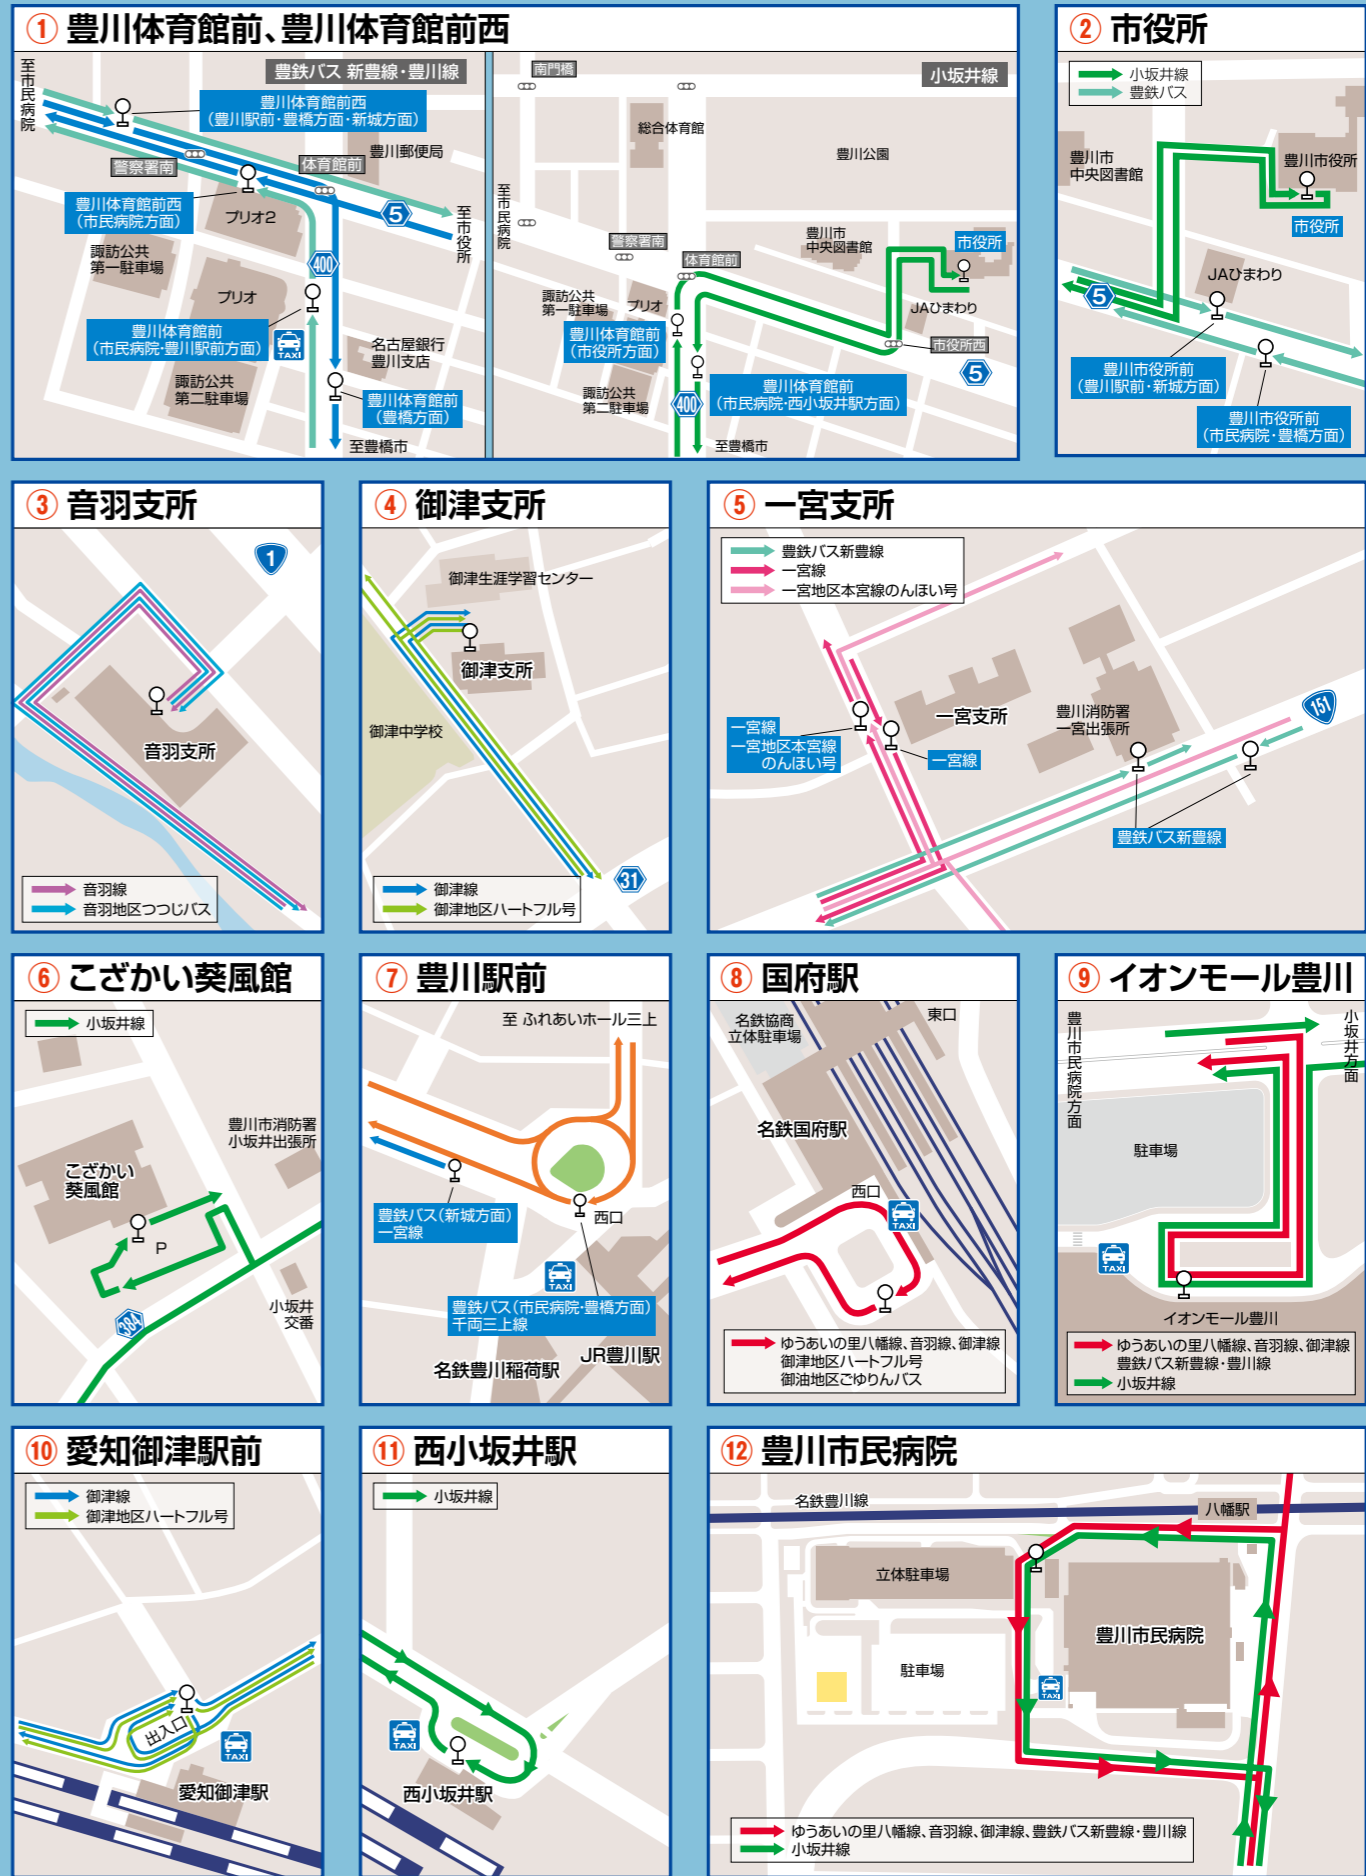 ① 豊川体育館前、豊川体育館前西
豊鉄バス 新豊線・豊川線
至市民病院
豊川体育館前西
（豊川駅前・豊橋方面・新城方面）
豊川郵便局
警察署南
体育館前
豊川体育館前西
（市民病院方面）
プリオ2
5
至市役所
諏訪公共
第一駐車場
400
プリオ
豊川体育館前
（市民病院・豊川駅前方面）
TAXI
名古屋銀行
豊川支店
諏訪公共
第二駐車場
豊川体育館前
（豊橋方面）
至豊橋市
小坂井線
南門橋
総合体育館
豊川公園
至市民病院
警察署南
体育館前
豊川市
中央図書館
市役所
諏訪公共
第一駐車場
プリオ
JAひまわり
豊川体育館前
（市役所方面）
市役所西
5
諏訪公共
第二駐車場
400
豊川体育館前
（市民病院・西小坂井駅方面）
至豊橋市
② 市役所
小坂井線
豊鉄バス
豊川市
中央図書館
豊川市役所
市役所
JAひまわり
5
豊川市役所前
（豊川駅前・新城方面）
豊川市役所前
（市民病院・豊橋方面）
③ 音羽支所
1
音羽支所
音羽線
音羽地区つつじバス
④ 御津支所
御津生涯学習センター
御津支所
御津中学校
31
御津線
御津地区ハートフル号
⑤ 一宮支所
豊鉄バス新豊線
一宮線
一宮地区本宮線のんほい号
一宮支所
豊川消防署
一宮出張所
151
一宮線
一宮地区本宮線
のんほい号
一宮線
豊鉄バス新豊線
⑥ こざかい葵風館
小坂井線
豊川市消防署
小坂井出張所
こざかい
葵風館
P
384
小坂井
交番
⑦ 豊川駅前
至 ふれあいホール三上
豊鉄バス（新城方面）
一宮線
西口
TAXI
豊鉄バス（市民病院・豊橋方面）
千両三上線
JR豊川駅
名鉄豊川稲荷駅
⑧ 国府駅
名鉄協商
立体駐車場
東口
名鉄国府駅
西口
TAXI
ゆうあいの里八幡線、音羽線、御津線
御津地区ハートフル号
御油地区ごゆりんバス
⑨ イオンモール豊川
豊川市民病院方面
小坂井方面
駐車場
TAXI
イオンモール豊川
ゆうあいの里八幡線、音羽線、御津線
豊鉄バス新豊線・豊川線
小坂井線
⑩ 愛知御津駅前
御津線
御津地区ハートフル号
出入口
TAXI
愛知御津駅
⑪ 西小坂井駅
小坂井線
TAXI
西小坂井駅
⑫ 豊川市民病院
名鉄豊川線
八幡駅
立体駐車場
豊川市民病院
駐車場
TAXI
ゆうあいの里八幡線、音羽線、御津線、豊鉄バス新豊線・豊川線
小坂井線